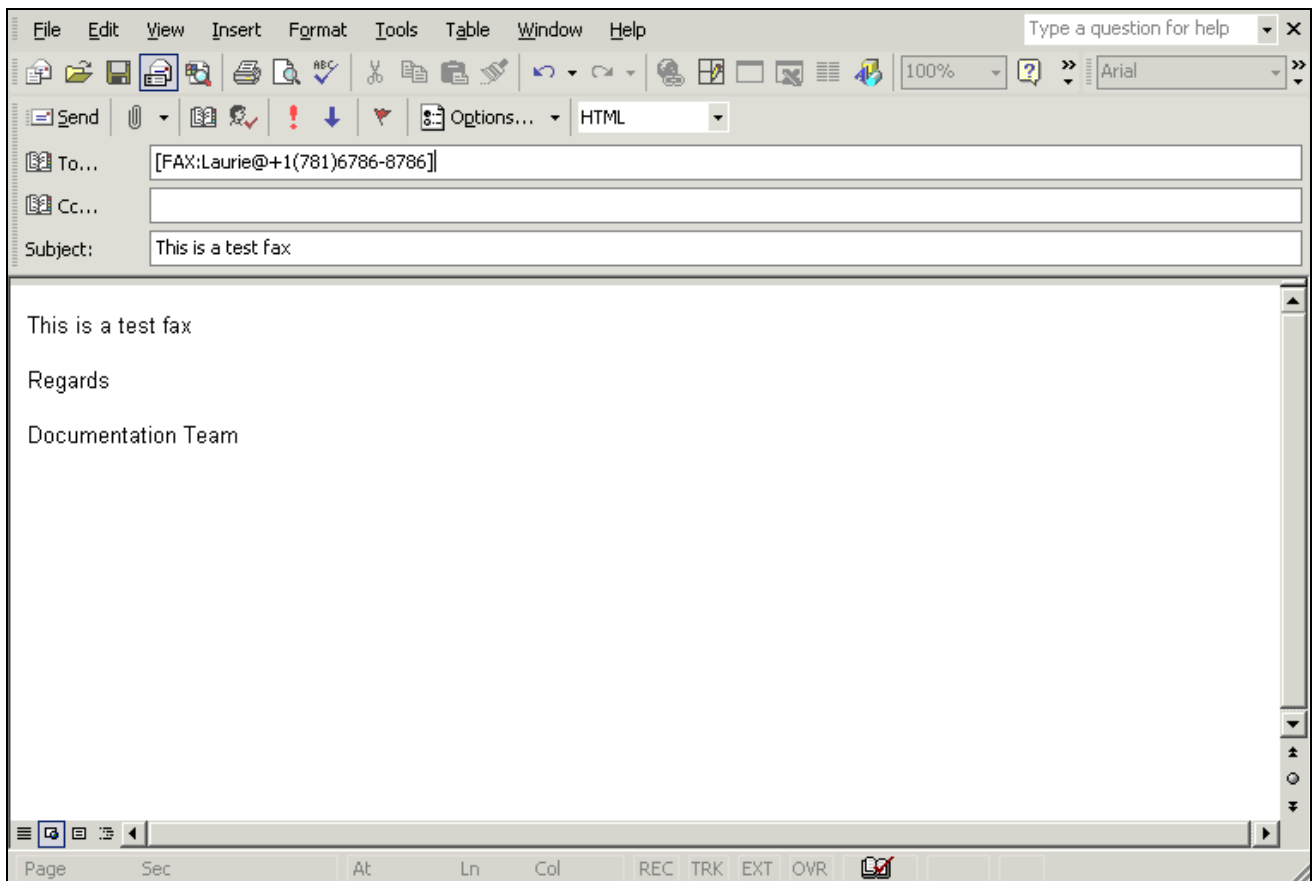 File Edit View Insert Format Tools Table Window Help Type a question for help
ABC 100% Arial
Send Options... HTML
To... [FAX:Laurie@+1(781)6786-8786]
Cc...
Subject: This is a test fax
This is a test fax
Regards
Documentation Team
Page Sec At Ln Col REC TRK EXT OVR